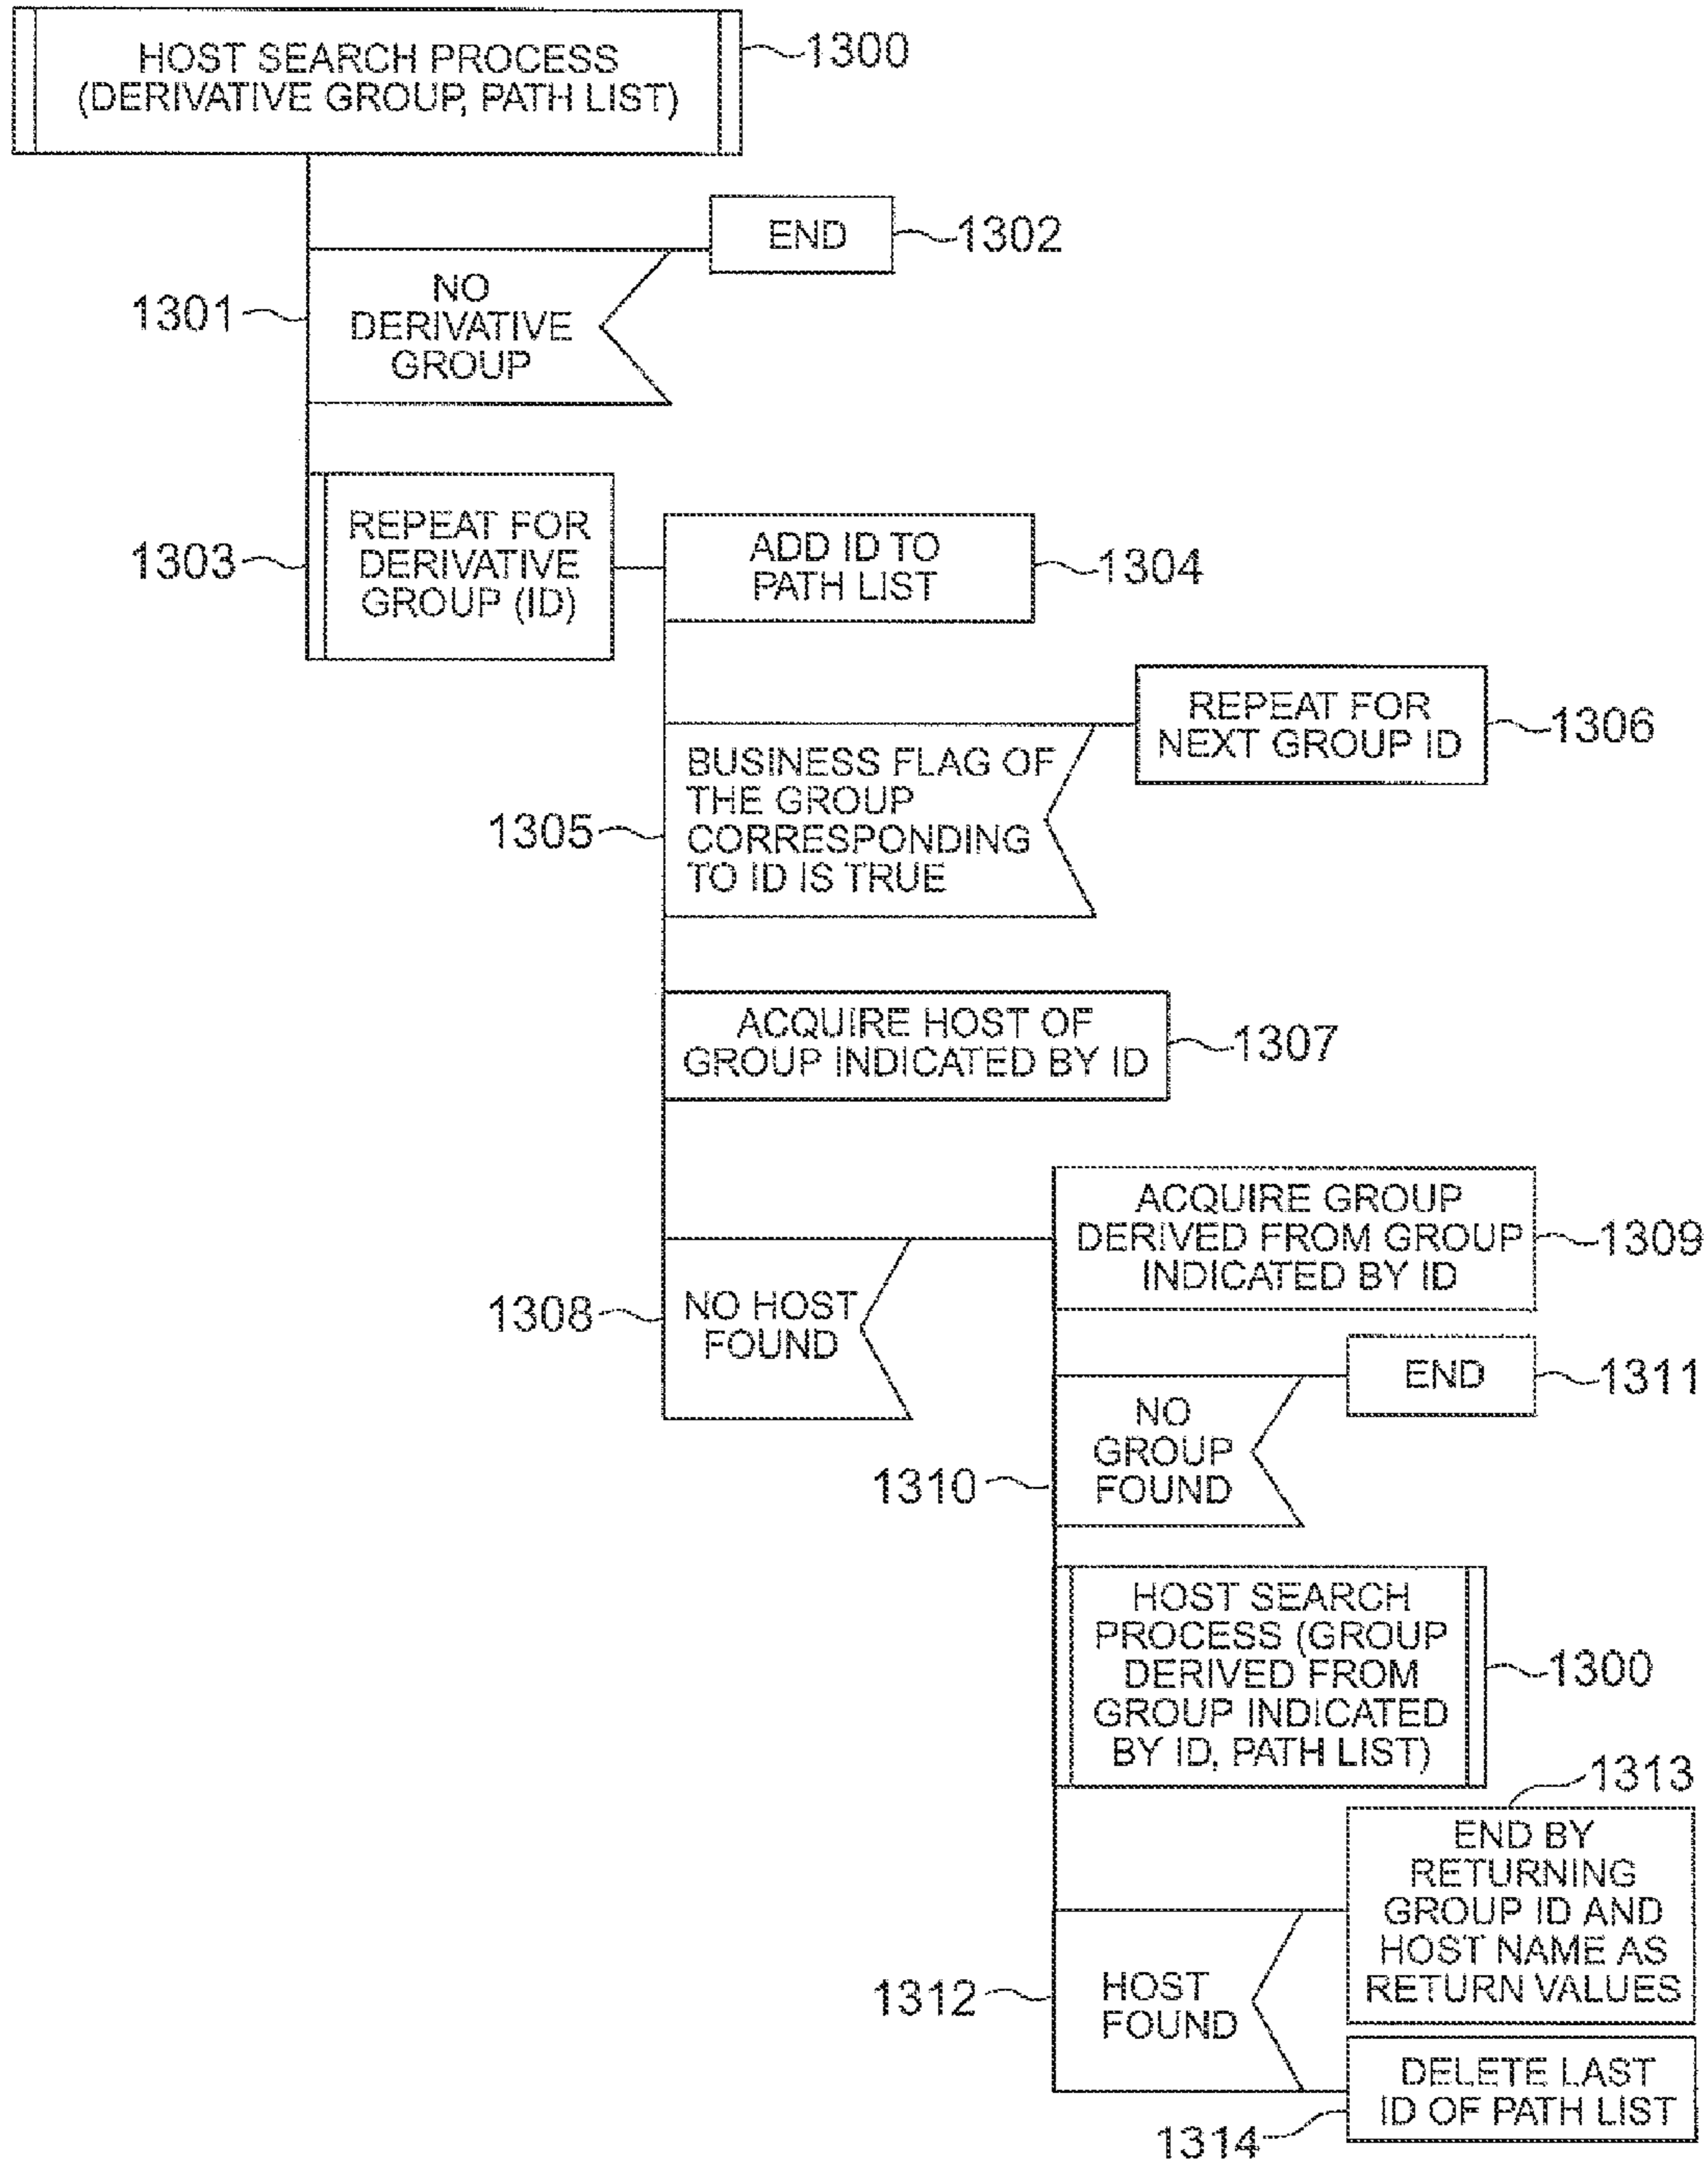 HOST SEARCH PROCESS
(DERIVATIVE GROUP, PATH LIST)
1300
END
1302
1301
NO
DERIVATIVE
GROUP
1303
REPEAT FOR
DERIVATIVE
GROUP (ID)
ADD ID TO
PATH LIST
1304
REPEAT FOR
NEXT GROUP ID
1306
1305
BUSINESS FLAG OF
THE GROUP
CORRESPONDING
TO ID IS TRUE
ACQUIRE HOST OF
GROUP INDICATED BY ID
1307
ACQUIRE GROUP
DERIVED FROM GROUP
INDICATED BY ID
1309
1308
NO HOST
FOUND
END
1311
1310
NO
GROUP
FOUND
HOST SEARCH
PROCESS (GROUP
DERIVED FROM
GROUP INDICATED
BY ID, PATH LIST)
1300
1313
END BY
RETURNING
GROUP ID AND
HOST NAME AS
RETURN VALUES
1312
HOST
FOUND
DELETE LAST
ID OF PATH LIST
1314